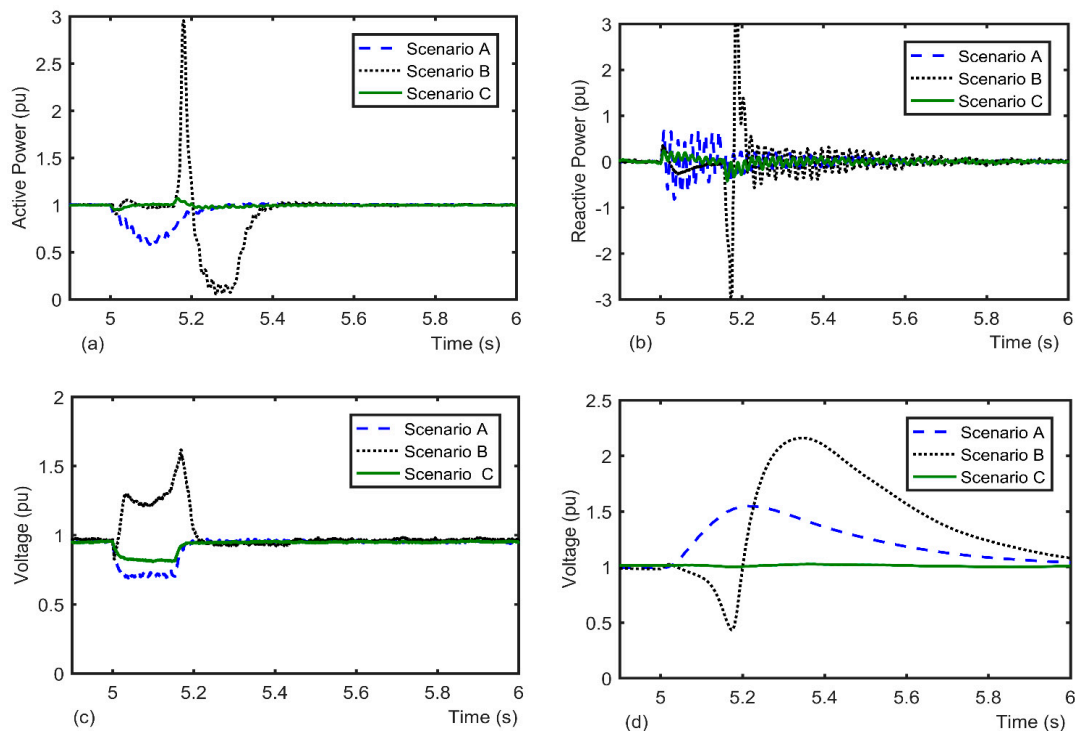 3
2.5
2
1.5
1
0.5
0
Active Power (pu)
Scenario A
Scenario B
Scenario C
5
5.2
5.4
5.6
5.8
6
(a)
Time (s)
3
2
1
0
-1
-2
-3
Reactive Power (pu)
Scenario A
Scenario B
Scenario C
5
5.2
5.4
5.6
5.8
6
(b)
Time (s)
2
1.5
1
0.5
0
Voltage (pu)
Scenario A
Scenario B
Scenario C
5
5.2
5.4
5.6
5.8
6
(c)
Time (s)
2.5
2
1.5
1
0.5
0
Voltage (pu)
Scenario A
Scenario B
Scenario C
5
5.2
5.4
5.6
5.8
6
(d)
Time (s)